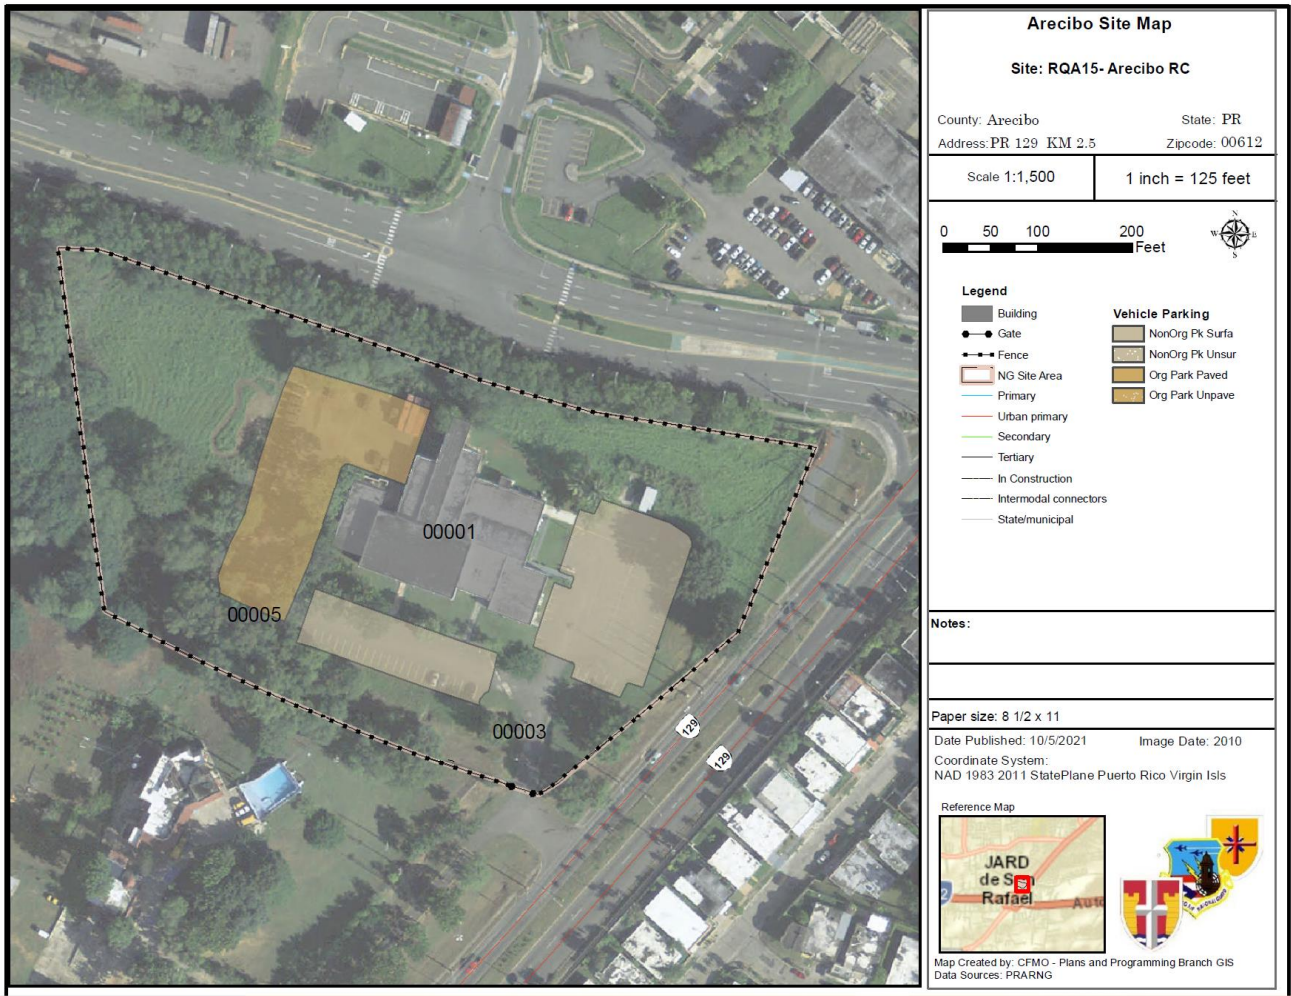 Arecibo Site Map
Site: RQA15- Arecibo RC
County: Arecibo State: PR
Address: PR 129 KM 2.5 Zipcode: 00612
Scale 1:1,500 1 inch = 125 feet
0 50 100 200
Feet
N
W E
S
Legend
Building
Gate
Fence
NG Site Area
Primary
Urban primary
Secondary
Tertiary
In Construction
Intermodal connectors
State/municipal
Vehicle Parking
NonOrg Pk Surfa
NonOrg Pk Unsur
Org Park Paved
Org Park Unpave
Notes:
Paper size: 8 1/2 x 11
Date Published: 10/5/2021 Image Date: 2010
Coordinate System:
NAD 1983 2011 StatePlane Puerto Rico Virgin Isls
Reference Map
JARD
de San
Rafael
2
Auto
Map Created by: CFMO - Plans and Programming Branch GIS
Data Sources: PRARNG
00001
00005
00003
129
129